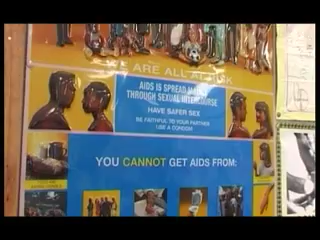 WE ARE ALL AT RISK
AIDS IS SPREAD MAINLY
THROUGH SEXUAL INTERCOURSE
HAVE SAFER SEX
BE FAITHFUL TO YOUR PARTNER
USE A CONDOM
YOU CANNOT GET AIDS FROM: